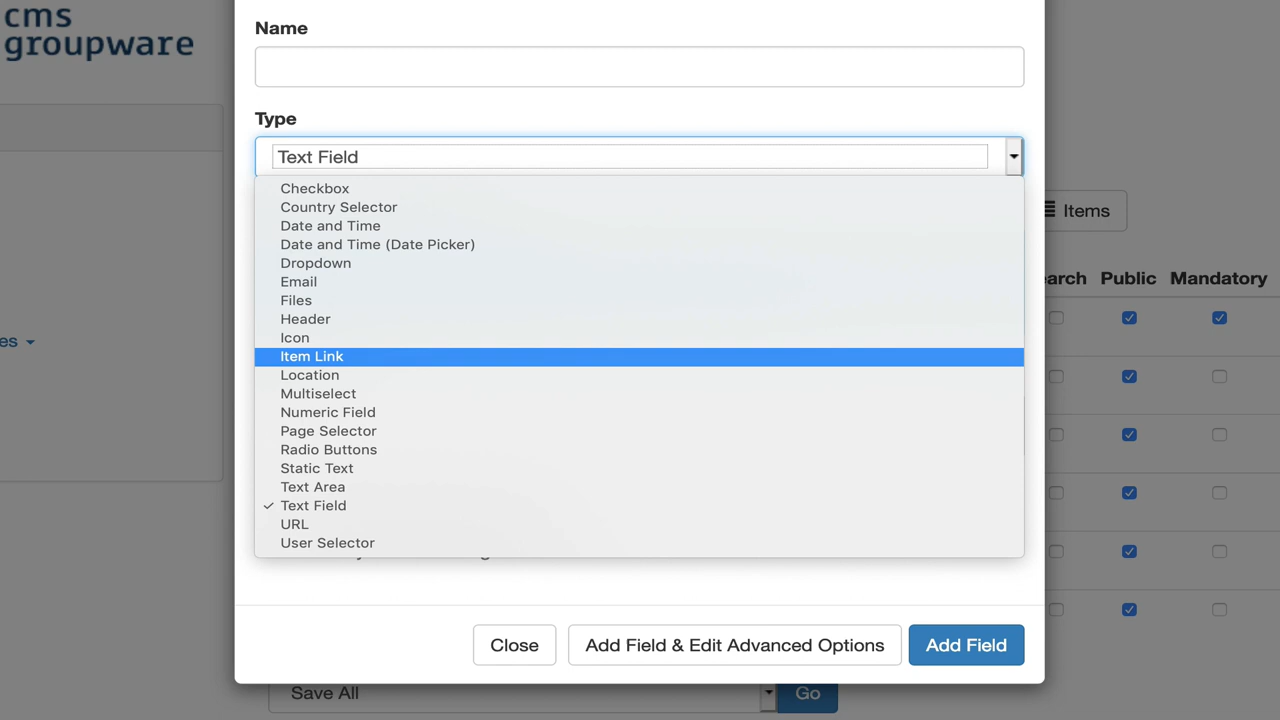 cms
groupware
Name
Type
Text Field
Checkbox
Country Selector
Date and Time
Date and Time (Date Picker)
Dropdown
Email
Files
Header
Icon
Item Link
Location
Multiselect
Numeric Field
Page Selector
Radio Buttons
Static Text
Text Area
Text Field
URL
User Selector
Items
earch Public Mandatory
es
Close
Add Field & Edit Advanced Options
Add Field
Save All
Go